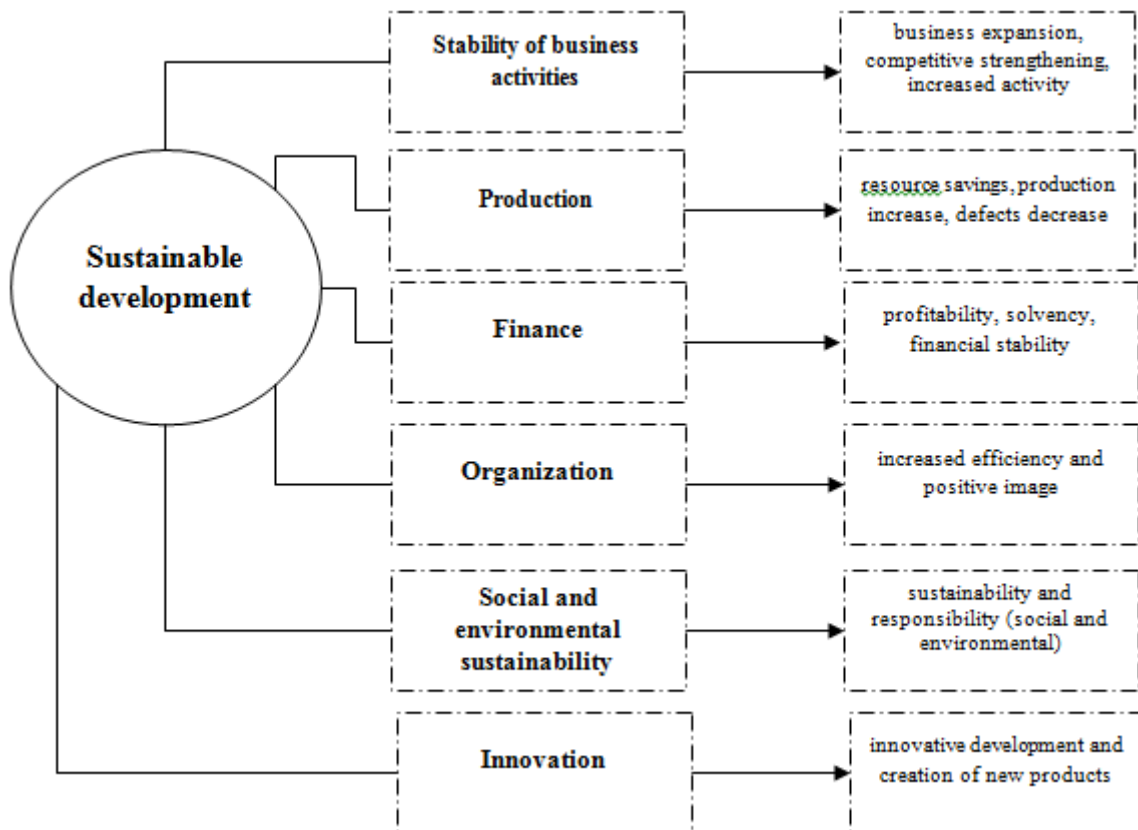 Stability of business
activities
business expansion,
competitive strengthening,
increased activity
Sustainable
development
Production
resource savings, production
increase, defects decrease
Finance
profitability, solvency,
financial stability
Organization
increased efficiency and
positive image
Social and
environmental
sustainability
sustainability and
responsibility (social and
environmental)
Innovation
innovative development and
creation of new products